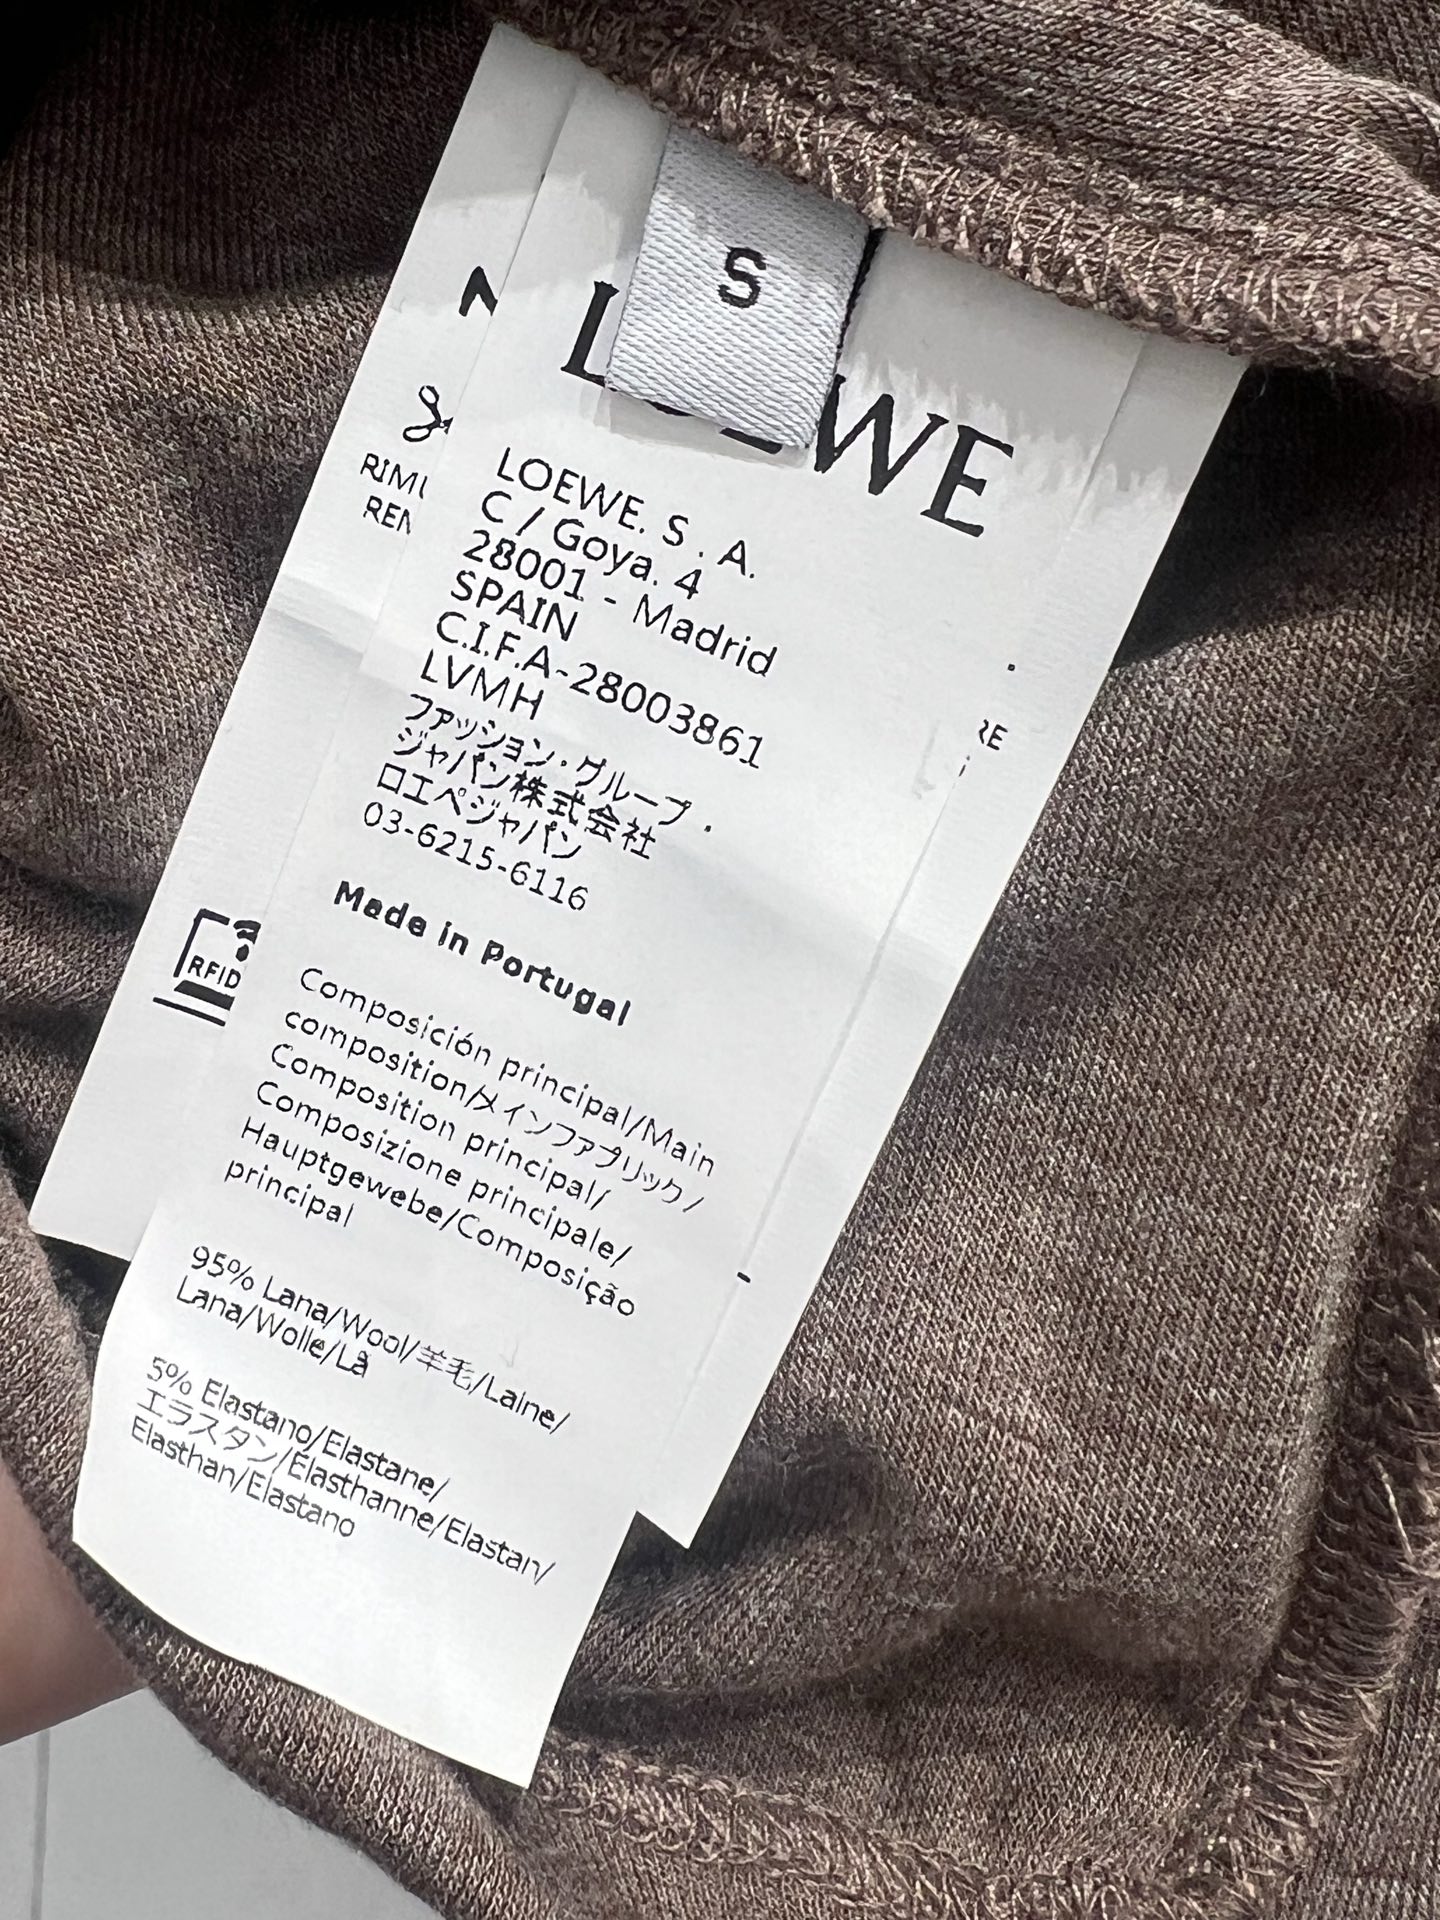 S
LOEWE
LOEWE. S . A.
C / Goya. 4
28001 - Madrid
SPAIN
C.I.F.A-28003861
LVMH
ファッション・グループ・
ジャパン株式会社
ロエペジャパン
03-6215-6116
Made in Portugal
Composición principal/Main
composition/メインファブリック/
Composition principal/
Composizione principale/
Hauptgewebe/Composição
principal
95% Lana/Wool/羊毛/Laine/
Lana/Wolle/Lã
5% Elastano/Elastane/
エラスタン/Elasthanne/Elastan/
Elasthan/Elastano
RFID